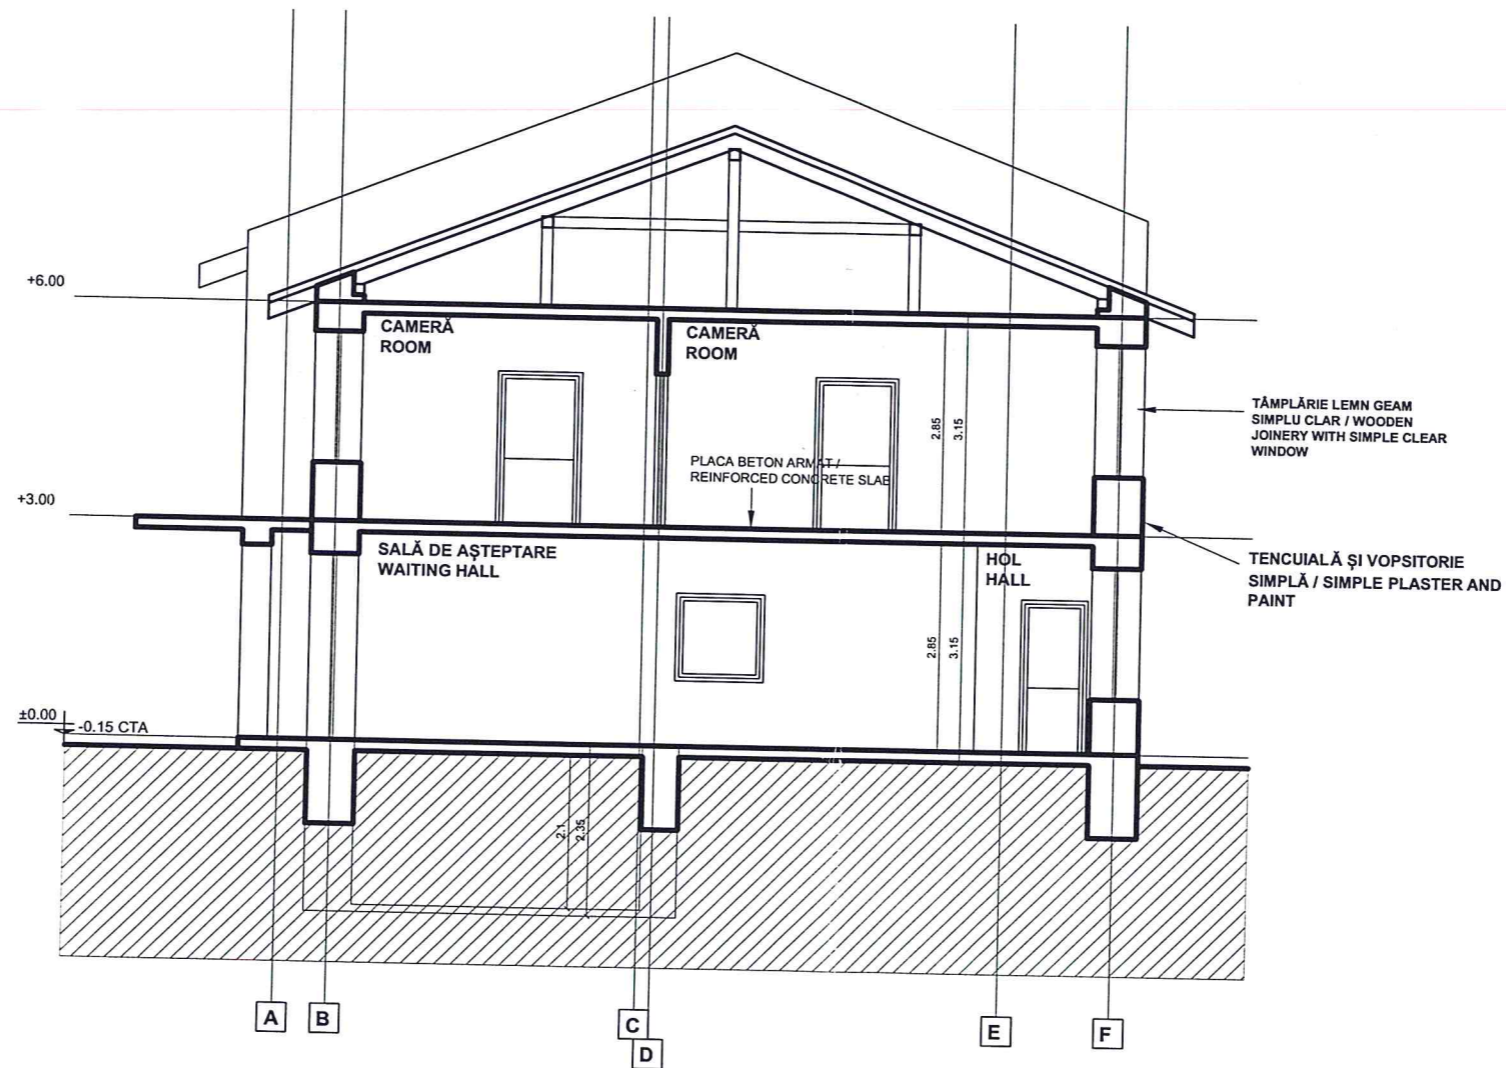 +6.00
CAMERĂ
ROOM
CAMERĂ
ROOM
2.85
3.15
TÂMPLĂRIE LEMN GEAM
SIMPLU CLAR / WOODEN
JOINERY WITH SIMPLE CLEAR
WINDOW
PLACA BETON ARMAT /
REINFORCED CONCRETE SLAB
+3.00
SALĂ DE AȘTEPTARE
WAITING HALL
HOL
HALL
TENCUIALĂ ȘI VOPSITORIE
SIMPLĂ / SIMPLE PLASTER AND
PAINT
2.85
3.15
±0.00
-0.15 CTA
2.1
2.35
A
B
C
D
E
F